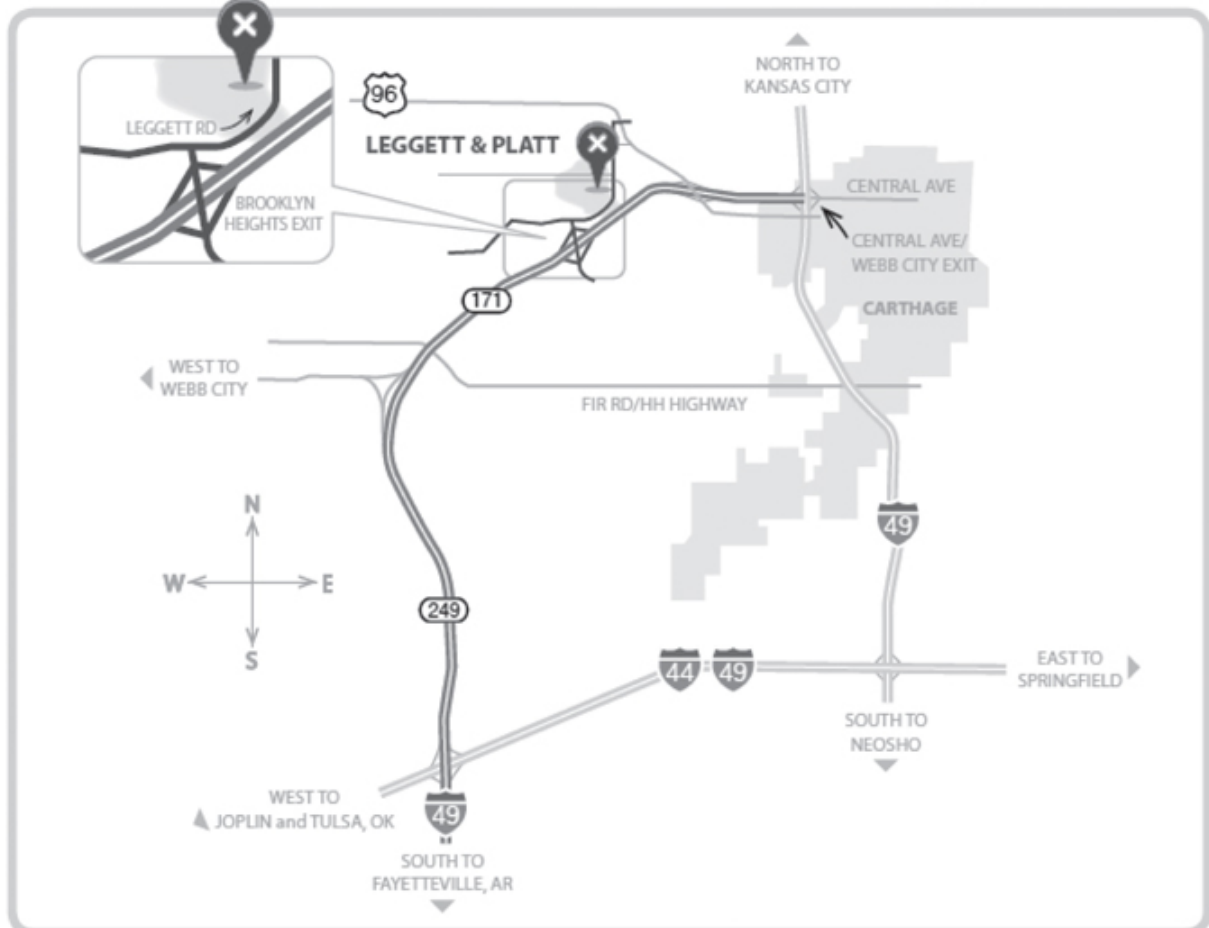 LEGGETT RD
BROOKLYN
HEIGHTS EXIT
96
LEGGETT & PLATT
NORTH TO
KANSAS CITY
CENTRAL AVE
CENTRAL AVE/
WEBB CITY EXIT
CARTHAGE
171
WEST TO
WEBB CITY
FIR RD/HH HIGHWAY
N
W
E
S
49
249
44
49
EAST TO
SPRINGFIELD
SOUTH TO
NEOSHO
WEST TO
JOPLIN and TULSA, OK
49
SOUTH TO
FAYETTEVILLE, AR